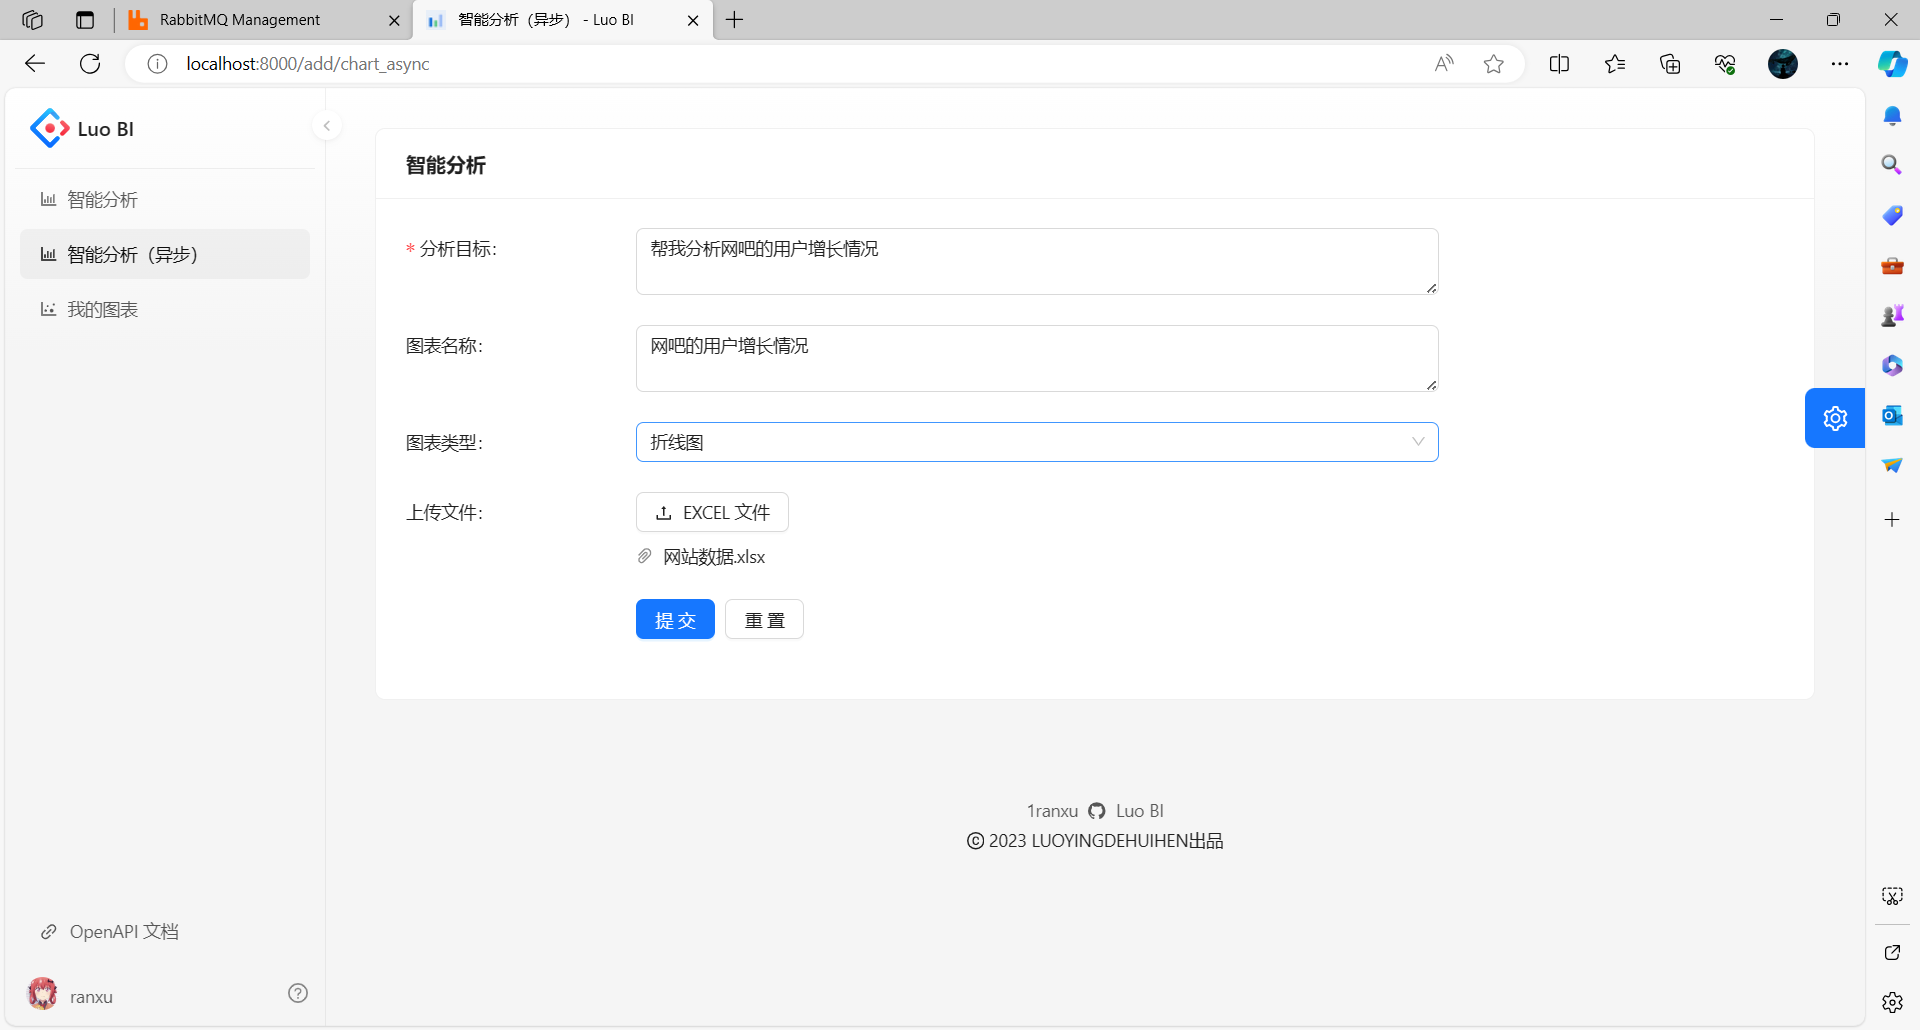 RabbitMQ Management
智能分析（异步） - Luo BI
localhost:8000/add/chart_async
Luo BI
智能分析
智能分析（异步）
我的图表
智能分析
* 分析目标:
帮我分析网吧的用户增长情况
图表名称:
网吧的用户增长情况
图表类型:
折线图
上传文件:
EXCEL 文件
网站数据.xlsx
提 交
重 置
1ranxu Luo BI
© 2023 LUOYINGDEHUIHEN出品
OpenAPI 文档
ranxu